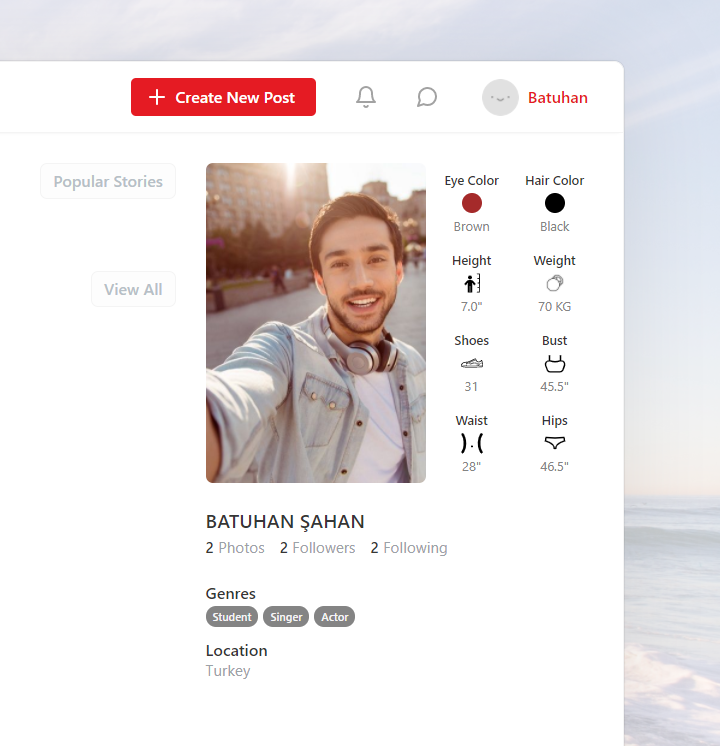 Create New Post
Batuhan
Popular Stories
View All
Eye Color Hair Color
Brown Black
Height Weight
7.0" 70 KG
Shoes Bust
31 45.5"
Waist Hips
28" 46.5"
BATUHAN ŞAHAN
2 Photos 2 Followers 2 Following
Genres
Student Singer Actor
Location
Turkey